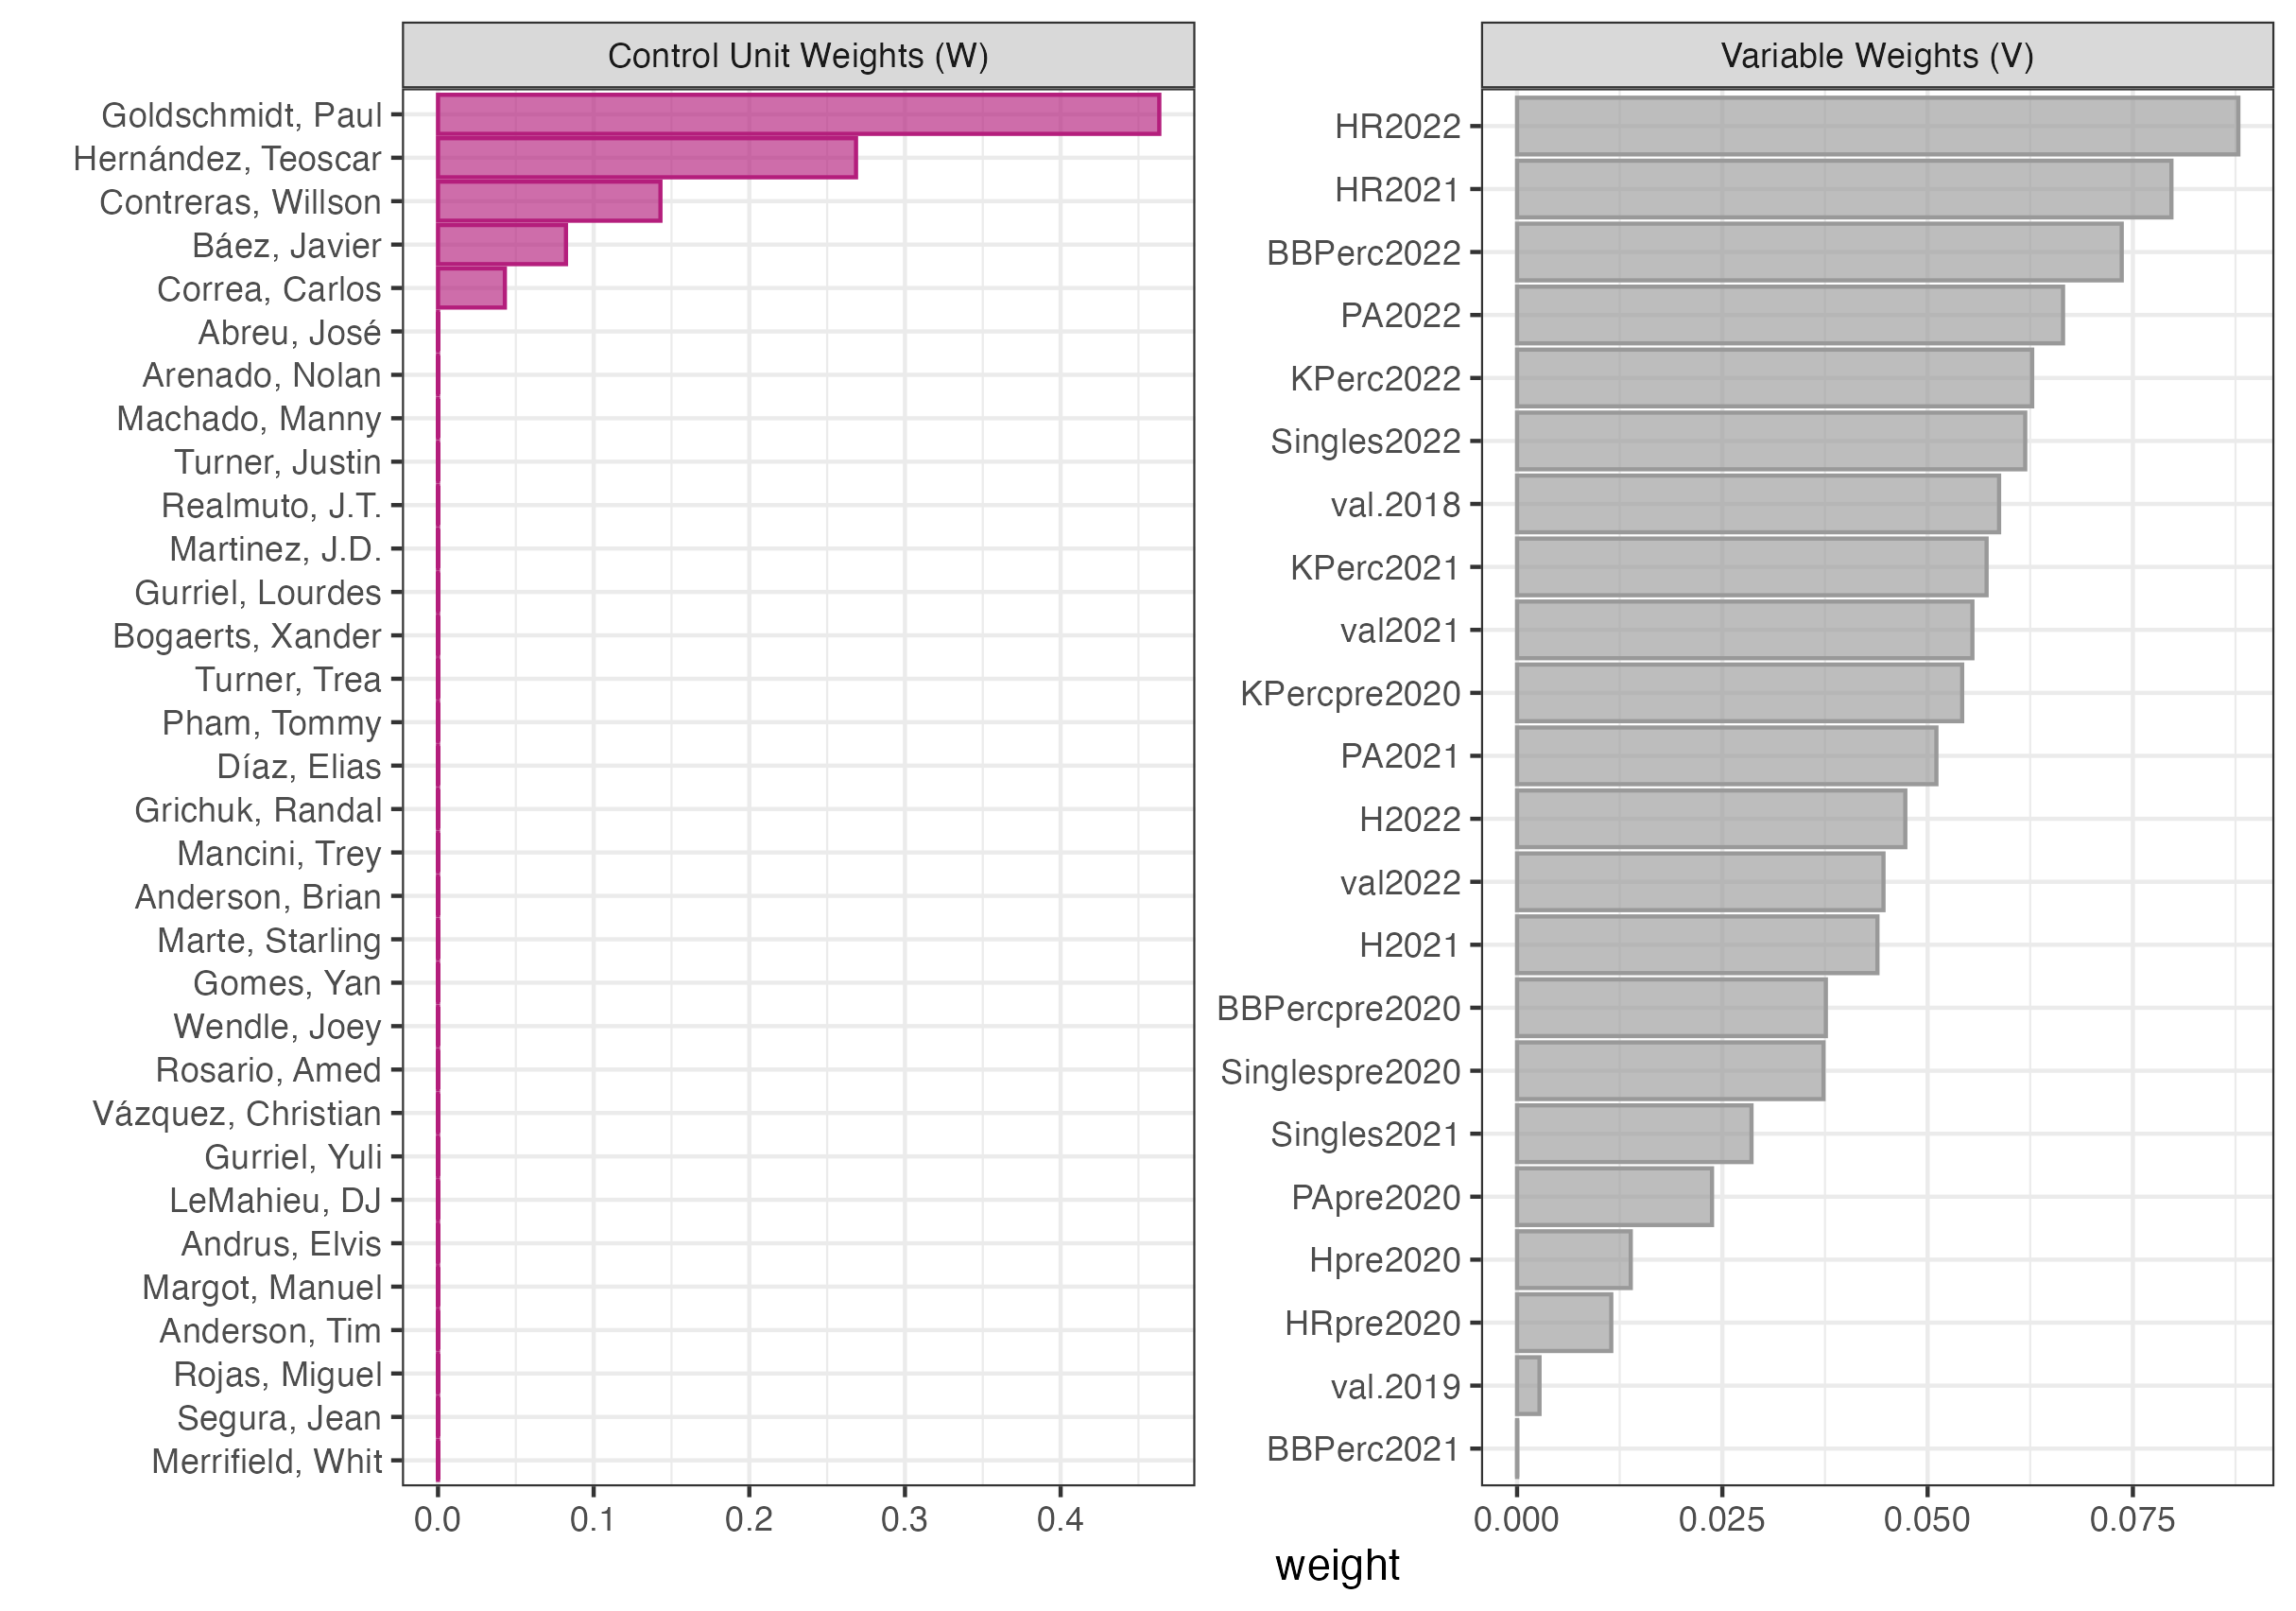 Control Unit Weights (W)
Goldschmidt, Paul
Hernández, Teoscar
Contreras, Willson
Báez, Javier
Correa, Carlos
Abreu, José
Arenado, Nolan
Machado, Manny
Turner, Justin
Realmuto, J.T.
Martinez, J.D.
Gurriel, Lourdes
Bogaerts, Xander
Turner, Trea
Pham, Tommy
Díaz, Elias
Grichuk, Randal
Mancini, Trey
Anderson, Brian
Marte, Starling
Gomes, Yan
Wendle, Joey
Rosario, Amed
Vázquez, Christian
Gurriel, Yuli
LeMahieu, DJ
Andrus, Elvis
Margot, Manuel
Anderson, Tim
Rojas, Miguel
Segura, Jean
Merrifield, Whit
0.0 0.1 0.2 0.3 0.4
Variable Weights (V)
HR2022
HR2021
BBPerc2022
PA2022
KPerc2022
Singles2022
val.2018
KPerc2021
val2021
KPercpre2020
PA2021
H2022
val2022
H2021
BBPercpre2020
Singlespre2020
Singles2021
PApre2020
Hpre2020
HRpre2020
val.2019
BBPerc2021
0.000 0.025 0.050 0.075
weight